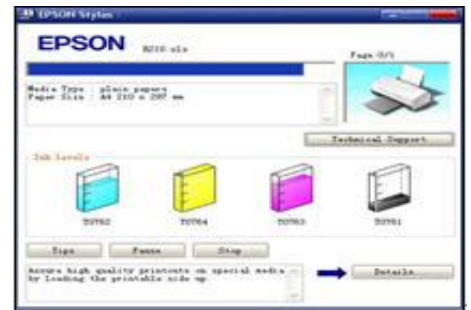 EPSON Stylus
EPSON
R210.xls
Page 0/1
Media Type : plain papers
Paper Size : A4 210 x 297 mm
Technical Support
Ink Levels
T0762
T0764
T0763
T0761
Tips
Pause
Stop
Assure high quality printouts on special media
by loading the printable side up.
Details